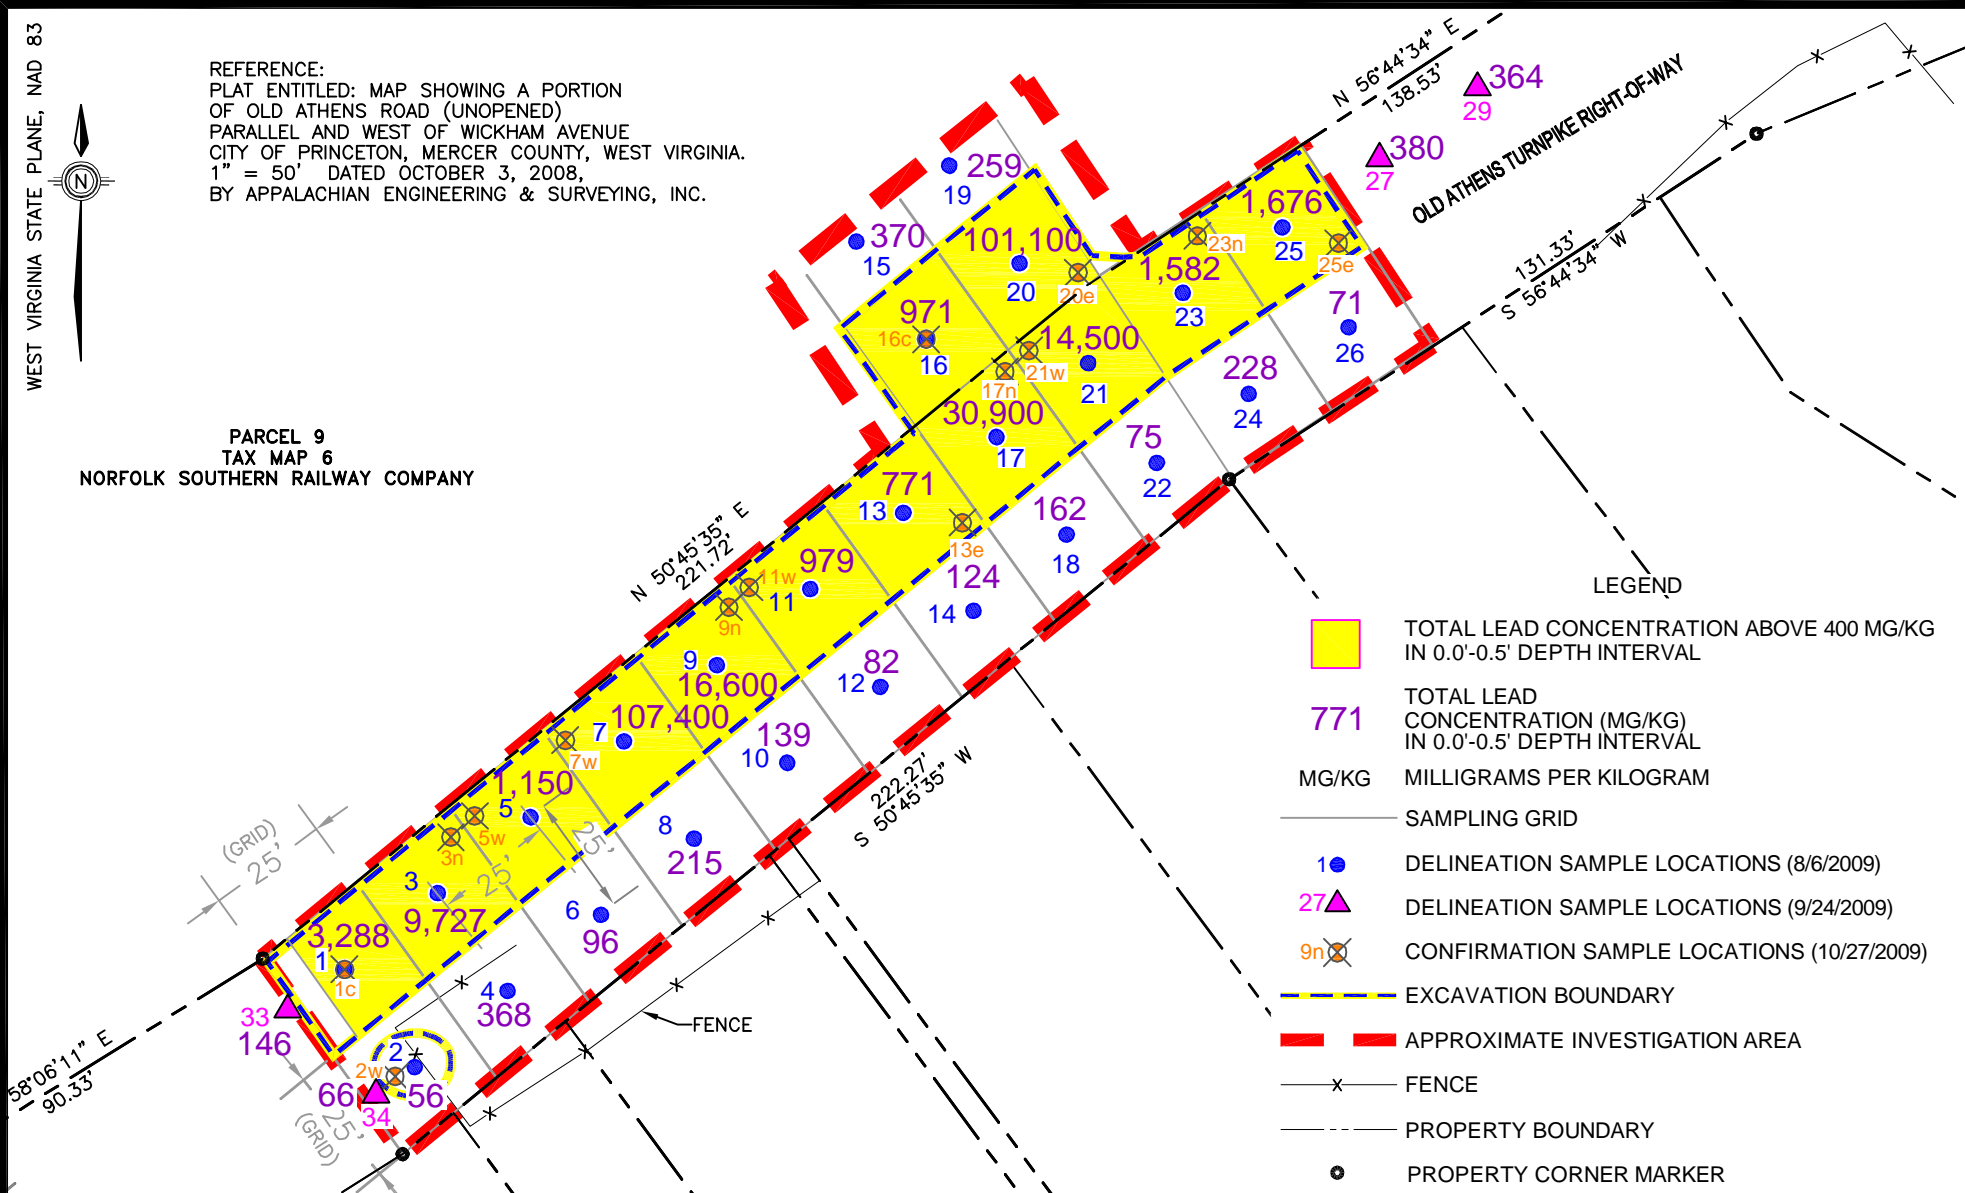 WEST VIRGINIA STATE PLANE, NAD 83
N
REFERENCE:
PLAT ENTITLED: MAP SHOWING A PORTION
OF OLD ATHENS ROAD (UNOPENED)
PARALLEL AND WEST OF WICKHAM AVENUE
CITY OF PRINCETON, MERCER COUNTY, WEST VIRGINIA.
1" = 50' DATED OCTOBER 3, 2008,
BY APPALACHIAN ENGINEERING & SURVEYING, INC.
PARCEL 9
TAX MAP 6
NORFOLK SOUTHERN RAILWAY COMPANY
N 56°44'34" E
138.53'
364
29
380
27
OLD ATHENS TURNPIKE RIGHT-OF-WAY
131.33'
S 56°44'34" W
259
19
370
15
101,100
20
20e
971
16c
16
1,676
25
25e
23n
1,582
23
71
26
14,500
21
21w
17n
30,900
17
228
24
75
22
771
13
13e
162
18
N 50°45'35" E
221.72'
979
11w
11
9n
124
14
9
16,600
82
12
107,400
7
7w
139
10
222.27'
S 50°45'35" W
1,150
5
5w
3n
25'
25'
8
215
(GRID)
25'
3
9,727
6
96
3,288
1
1c
4
368
FENCE
33
146
2
2w
56
66
34
25'
(GRID)
58°06'11" E
90.33'
LEGEND
TOTAL LEAD CONCENTRATION ABOVE 400 MG/KG
IN 0.0'-0.5' DEPTH INTERVAL
771
TOTAL LEAD
CONCENTRATION (MG/KG)
IN 0.0'-0.5' DEPTH INTERVAL
MG/KG MILLIGRAMS PER KILOGRAM
SAMPLING GRID
1 DELINEATION SAMPLE LOCATIONS (8/6/2009)
27 DELINEATION SAMPLE LOCATIONS (9/24/2009)
9n CONFIRMATION SAMPLE LOCATIONS (10/27/2009)
EXCAVATION BOUNDARY
APPROXIMATE INVESTIGATION AREA
x FENCE
PROPERTY BOUNDARY
PROPERTY CORNER MARKER